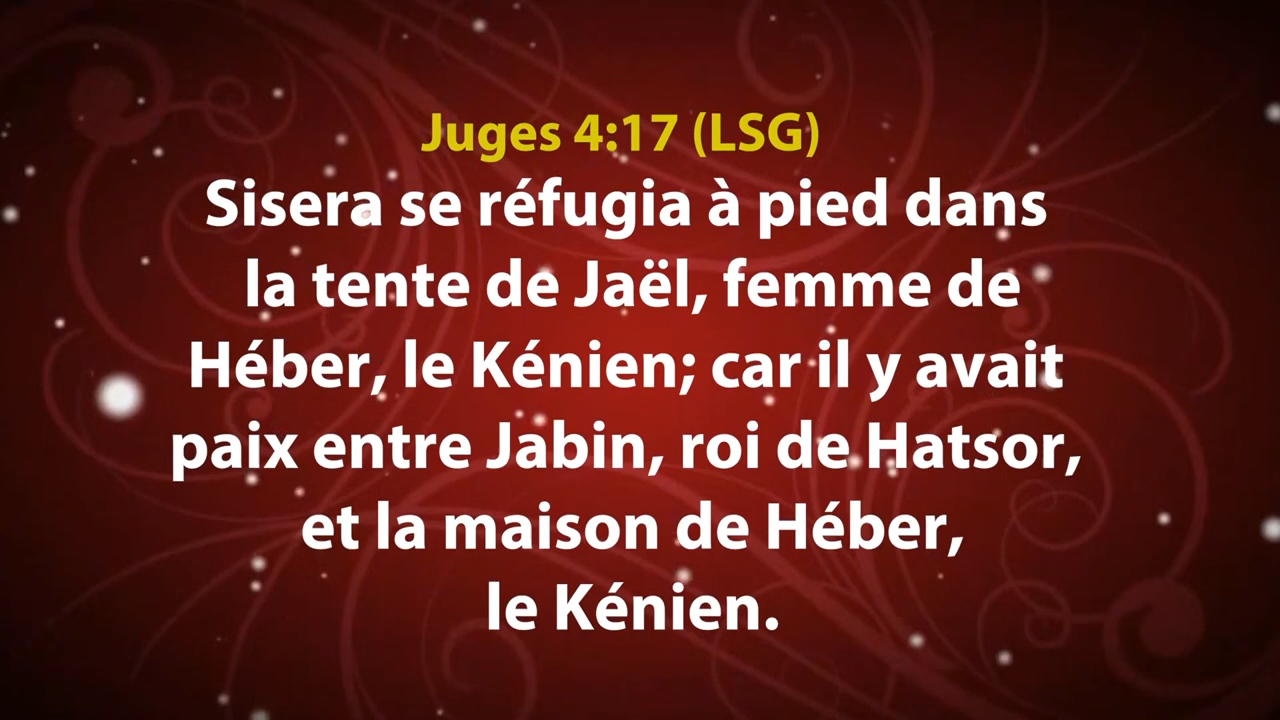 Juges 4:17 (LSG)
Sisera se réfugia à pied dans
la tente de Jaël, femme de
Héber, le Kénien; car il y avait
paix entre Jabin, roi de Hatsor,
et la maison de Héber,
le Kénien.